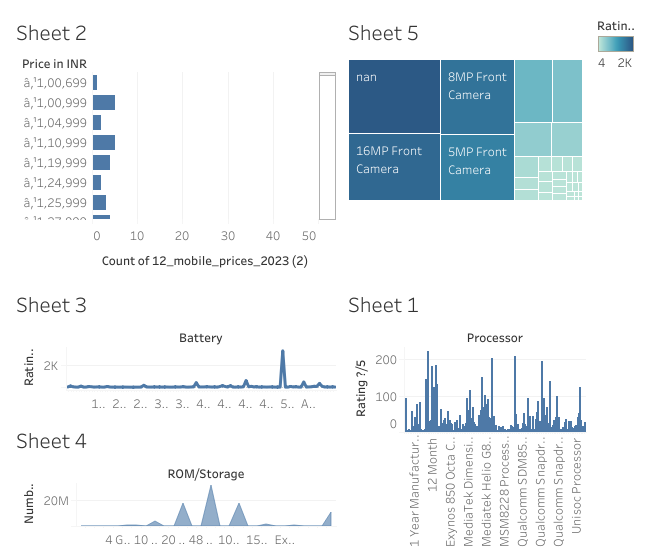 Sheet 2
Price in INR
â‚¹1,00,699
â‚¹1,00,999
â‚¹1,04,999
â‚¹1,10,999
â‚¹1,19,999
â‚¹1,24,999
â‚¹1,25,999
0 10 20 30 40 50
Count of 12_mobile_prices_2023 (2)
Sheet 5
nan
8MP Front
Camera
16MP Front
Camera
5MP Front
Camera
Ratin..
4 2K
Sheet 3
Battery
Ratin..
2K
1.. 2.. 2.. 3.. 3.. 4.. 4.. 4.. 4.. 5.. A..
Sheet 4
ROM/Storage
Numb..
20M
4 G.. 10 .. 20 .. 48 .. 10.. 15.. Ex..
Sheet 1
Processor
Rating ?/5
200
100
0
1 Year Manufactur..
12 Month
Exynos 850 Octa C..
MediaTek Dimensi..
Mediatek Helio G8..
MSM8228 Process..
Qualcomm SDM85..
Qualcomm Snapdr..
Qualcomm Snapdr..
Unisoc Processor